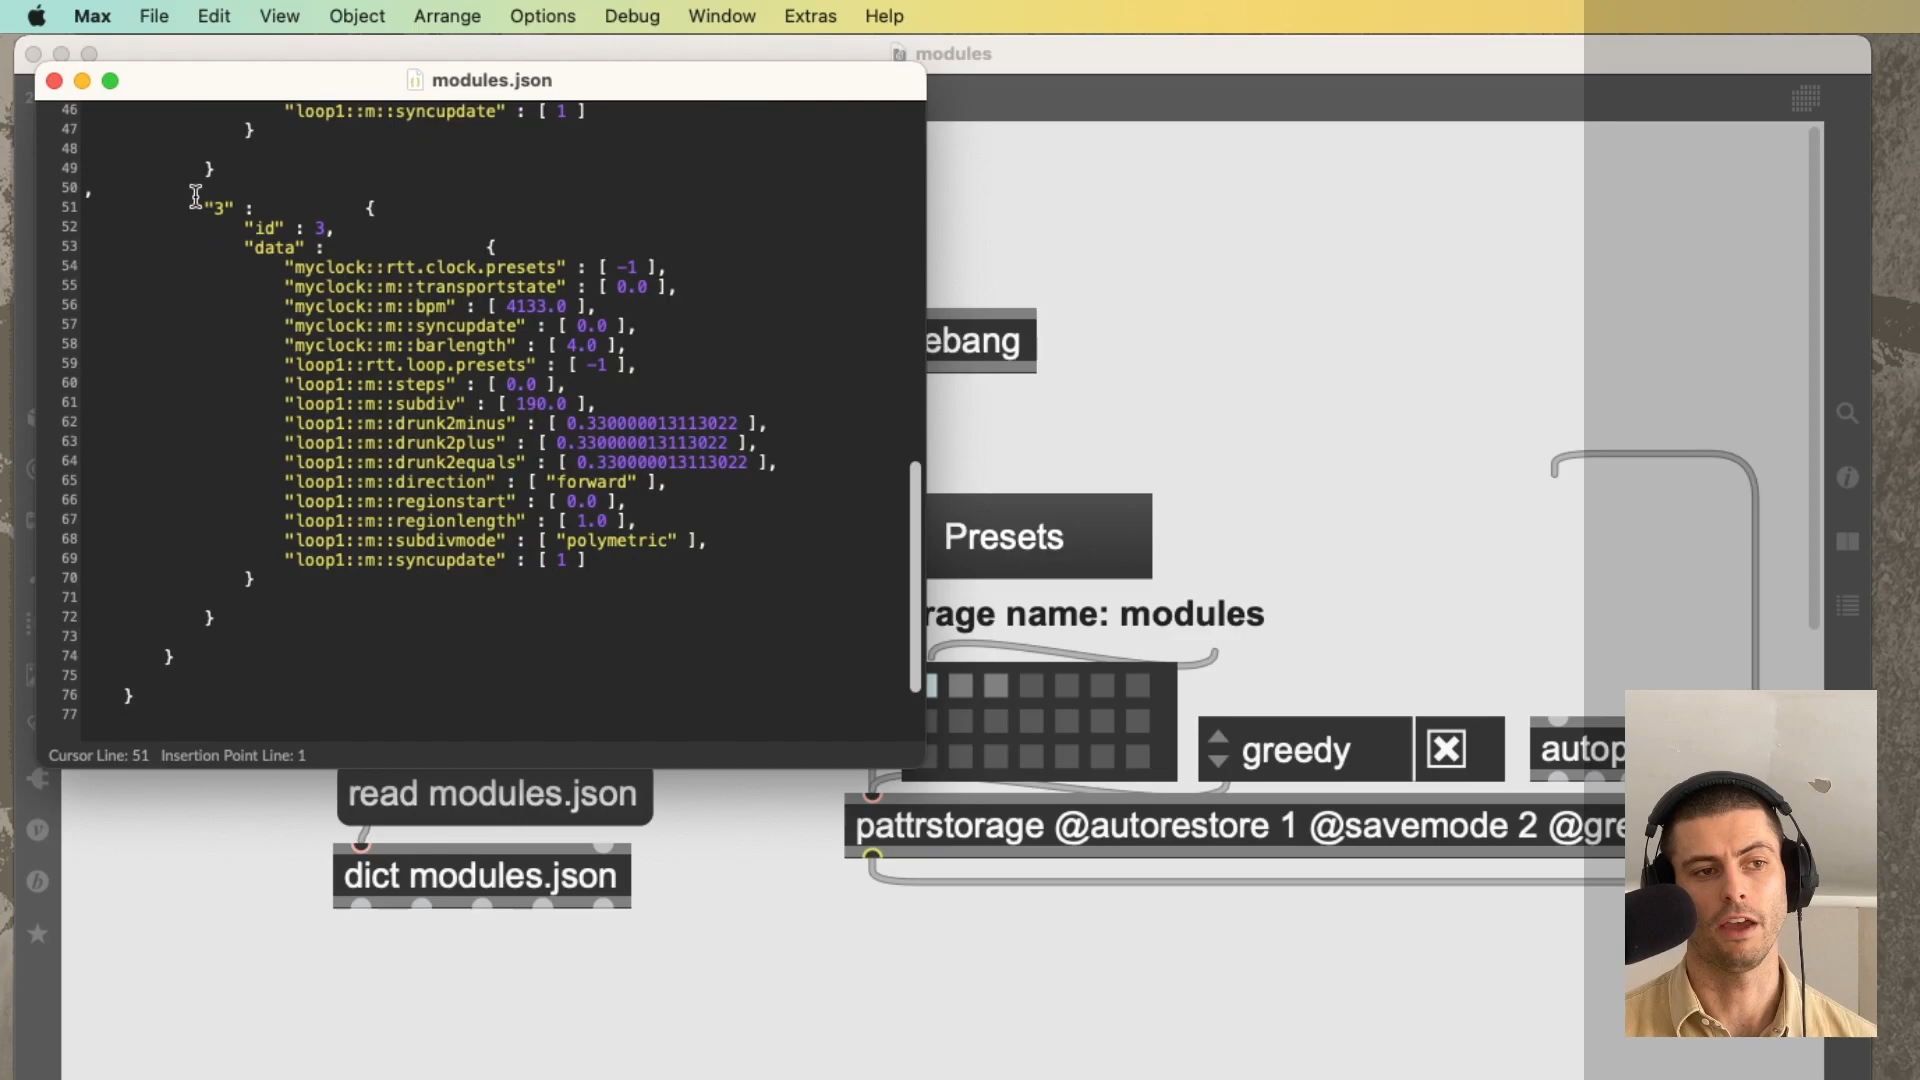 Max File Edit View Object Arrange Options Debug Window Extras Help
modules
modules.json
46 "loop1::m::syncupdate" : [ 1 ]
47 }
48
49 }
50 ,
51 "3" : {
52 "id" : 3,
53 "data" : {
54 "myclock::rtt.clock.presets" : [ -1 ],
55 "myclock::m::transportstate" : [ 0.0 ],
56 "myclock::m::bpm" : [ 4133.0 ],
57 "myclock::m::syncupdate" : [ 0.0 ],
58 "myclock::m::barlength" : [ 4.0 ],
59 "loop1::rtt.loop.presets" : [ -1 ],
60 "loop1::m::steps" : [ 0.0 ],
61 "loop1::m::subdiv" : [ 190.0 ],
62 "loop1::m::drunk2minus" : [ 0.330000013113022 ],
63 "loop1::m::drunk2plus" : [ 0.330000013113022 ],
64 "loop1::m::drunk2equals" : [ 0.330000013113022 ],
65 "loop1::m::direction" : [ "forward" ],
66 "loop1::m::regionstart" : [ 0.0 ],
67 "loop1::m::regionlength" : [ 1.0 ],
68 "loop1::m::subdivmode" : [ "polymetric" ],
69 "loop1::m::syncupdate" : [ 1 ]
70 }
71
72 }
73
74 }
75
76 }
77
Cursor Line: 51 Insertion Point Line: 1
ebang
Presets
rage name: modules
greedy
autop
read modules.json
pattrstorage @autorestore 1 @savemode 2 @gre
dict modules.json